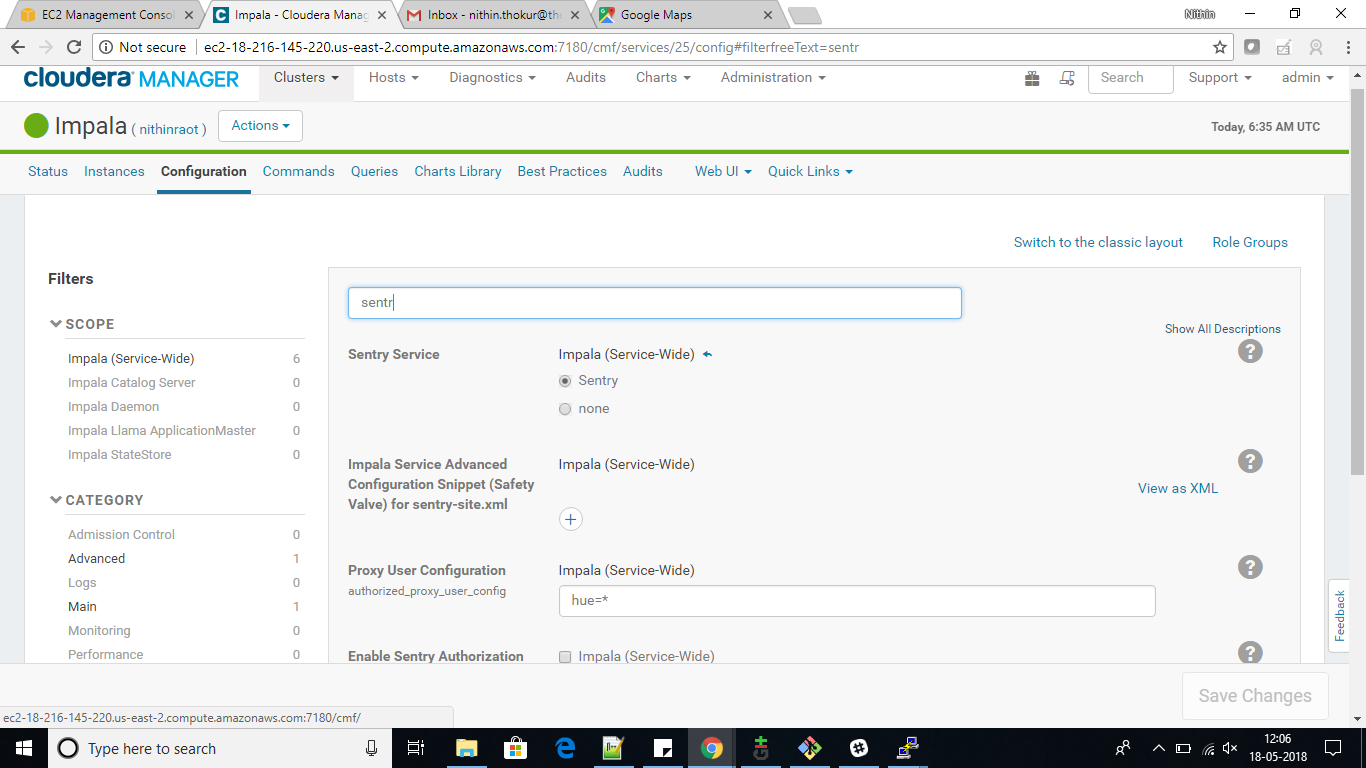 EC2 Management Consol
Impala - Cloudera Manag
Inbox - nithin.thokur@the
Google Maps
Nithin
Not secure
ec2-18-216-145-220.us-east-2.compute.amazonaws.com:7180/cmf/services/25/config#filterfreeText=sentr
cloudera MANAGER
Clusters
Hosts
Diagnostics
Audits
Charts
Administration
Search
Support
admin
Impala ( nithinraot )
Actions
Today, 6:35 AM UTC
Status
Instances
Configuration
Commands
Queries
Charts Library
Best Practices
Audits
Web UI
Quick Links
Switch to the classic layout
Role Groups
Filters
SCOPE
Impala (Service-Wide) 6
Impala Catalog Server 0
Impala Daemon 0
Impala Llama ApplicationMaster 0
Impala StateStore 0
CATEGORY
Admission Control 0
Advanced 1
Logs 0
Main 1
Monitoring 0
Performance 0
sentr
Show All Descriptions
Sentry Service
Impala (Service-Wide)
?
Sentry
none
Impala Service Advanced
Configuration Snippet (Safety
Valve) for sentry-site.xml
Impala (Service-Wide)
?
View as XML
Proxy User Configuration
authorized_proxy_user_config
Impala (Service-Wide)
?
hue=*
Enable Sentry Authorization
Impala (Service-Wide)
?
Feedback
Save Changes
ec2-18-216-145-220.us-east-2.compute.amazonaws.com:7180/cmf/
Type here to search
12:06
18-05-2018